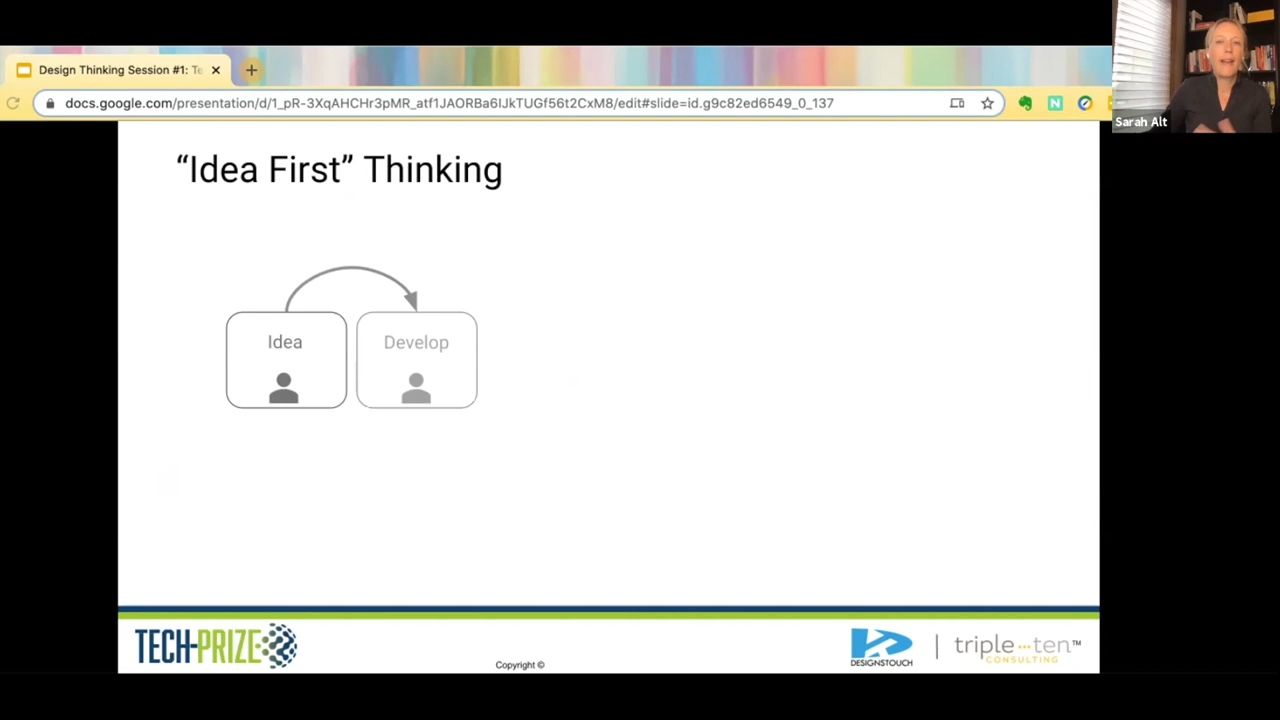 Design Thinking Session #1: Te
docs.google.com/presentation/d/1_pR-3XqAHCHr3pMR_atf1JAORBa6IJkTUGf56t2CxM8/edit#slide=id.g9c82ed6549_0_137
N
Sarah Alt
“Idea First” Thinking
Idea
Develop
TECH-PRIZE
Copyright ©
DESIGNSTOUCH
triple ten™
CONSULTING